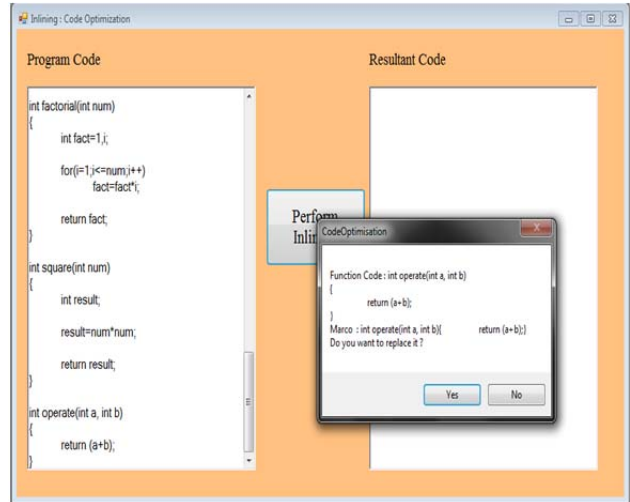 Inlining : Code Optimization
Program Code
Resultant Code
int factorial(int num)
{
int fact=1,i;
for(i=1;i<=num;i++)
fact=fact*i;
return fact;
}
int square(int num)
{
int result;
result=num*num;
return result;
}
int operate(int a, int b)
{
return (a+b);
}
Perform
CodeOptimisation
Function Code : int operate(int a, int b)
{
return (a+b);
}
Marco : int operate(int a, int b){ return (a+b);}
Do you want to replace it ?
Yes
No